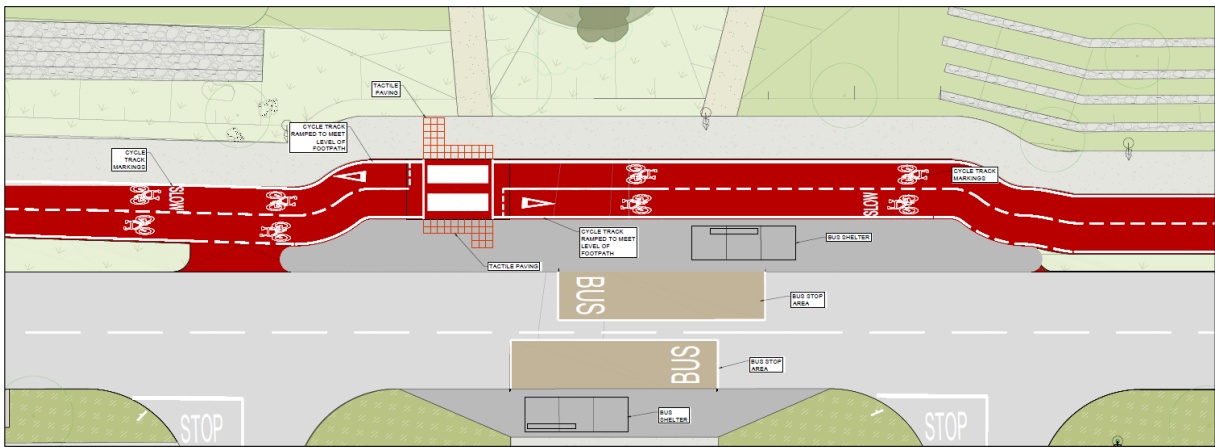 TACTILE
PAVING
CYCLE TRACK
RAMPED TO MEET
LEVEL OF
FOOTPATH
CYCLE
TRACK
MARKINGS
SLOW
CYCLE TRACK
MARKINGS
SLOW
CYCLE TRACK
RAMPED TO MEET
LEVEL OF
FOOTPATH
BUS SHELTER
TACTILE PAVING
BUS
BUS STOP
AREA
BUS
BUS STOP
AREA
BUS
SHELTER
STOP
STOP